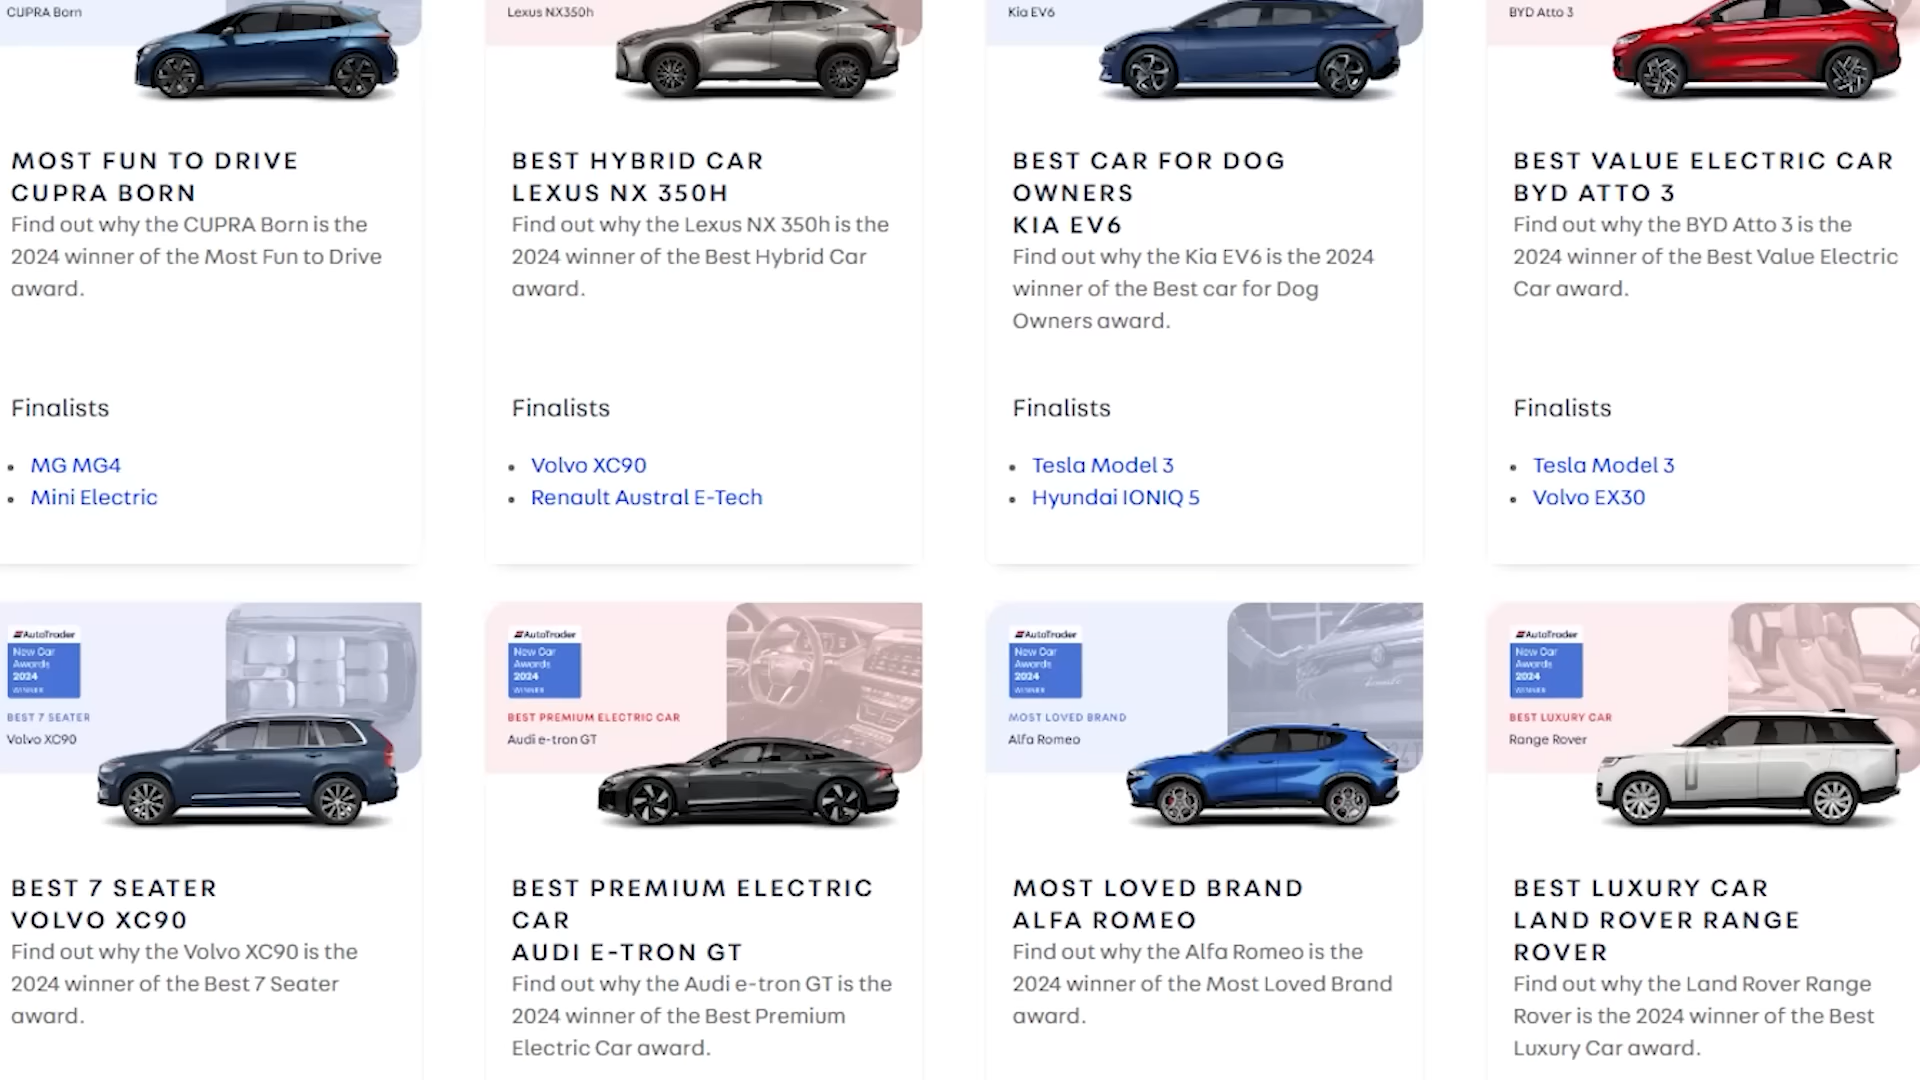 CUPRA Born
MOST FUN TO DRIVE
CUPRA BORN
Find out why the CUPRA Born is the
2024 winner of the Most Fun to Drive
award.
Finalists
MG MG4
Mini Electric
Lexus NX350h
BEST HYBRID CAR
LEXUS NX 350H
Find out why the Lexus NX 350h is the
2024 winner of the Best Hybrid Car
award.
Finalists
Volvo XC90
Renault Austral E-Tech
Kia EV6
BEST CAR FOR DOG
OWNERS
KIA EV6
Find out why the Kia EV6 is the 2024
winner of the Best car for Dog
Owners award.
Finalists
Tesla Model 3
Hyundai IONIQ 5
BYD Atto 3
BEST VALUE ELECTRIC CAR
BYD ATTO 3
Find out why the BYD Atto 3 is the
2024 winner of the Best Value Electric
Car award.
Finalists
Tesla Model 3
Volvo EX30
AutoTrader
New Car
Awards
2024
WINNER
BEST 7 SEATER
Volvo XC90
BEST 7 SEATER
VOLVO XC90
Find out why the Volvo XC90 is the
2024 winner of the Best 7 Seater
award.
AutoTrader
New Car
Awards
2024
WINNER
BEST PREMIUM ELECTRIC CAR
Audi e-tron GT
BEST PREMIUM ELECTRIC
CAR
AUDI E-TRON GT
Find out why the Audi e-tron GT is the
2024 winner of the Best Premium
Electric Car award.
AutoTrader
New Car
Awards
2024
WINNER
MOST LOVED BRAND
Alfa Romeo
MOST LOVED BRAND
ALFA ROMEO
Find out why the Alfa Romeo is the
2024 winner of the Most Loved Brand
award.
AutoTrader
New Car
Awards
2024
WINNER
BEST LUXURY CAR
Range Rover
BEST LUXURY CAR
LAND ROVER RANGE
ROVER
Find out why the Land Rover Range
Rover is the 2024 winner of the Best
Luxury Car award.